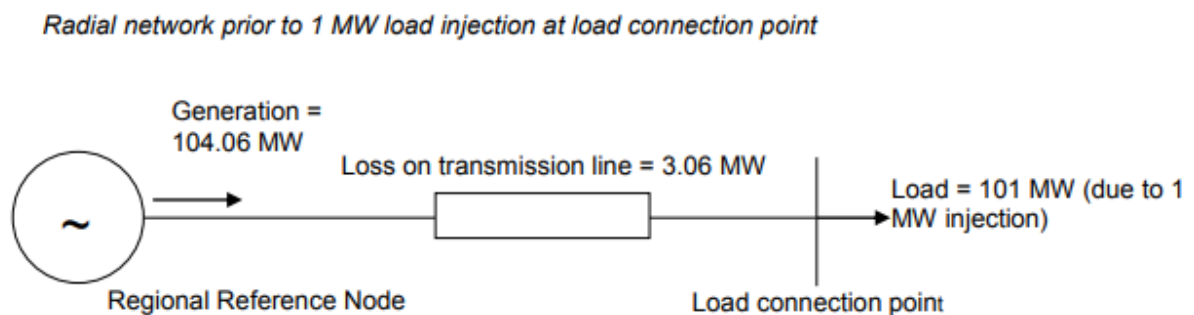 Radial network prior to 1 MW load injection at load connection point
Generation =
104.06 MW
Loss on transmission line = 3.06 MW
Load = 101 MW (due to 1
MW injection)
~
Regional Reference Node
Load connection point